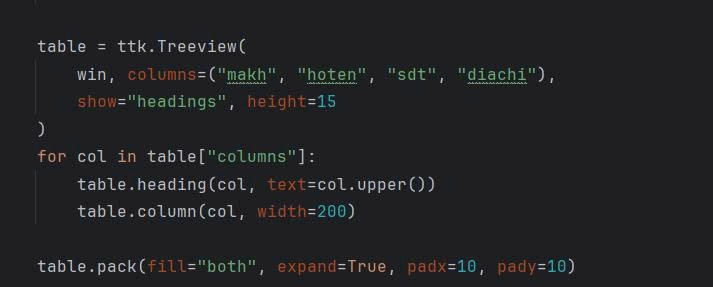 table = ttk.Treeview(
    win, columns=("makh", "hoten", "sdt", "diachi"),
    show="headings", height=15
)
for col in table["columns"]:
    table.heading(col, text=col.upper())
    table.column(col, width=200)

table.pack(fill="both", expand=True, padx=10, pady=10)